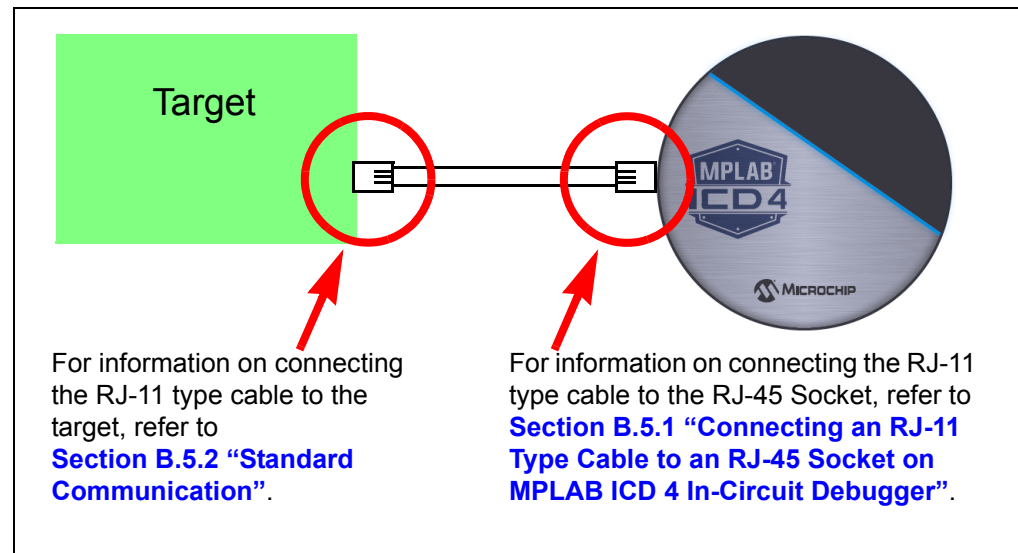 Target
MPLAB
ICD 4
MICROCHIP
For information on connecting
the RJ-11 type cable to the
target, refer to
Section B.5.2 “Standard
Communication”.
For information on connecting the RJ-11
type cable to the RJ-45 Socket, refer to
Section B.5.1 “Connecting an RJ-11
Type Cable to an RJ-45 Socket on
MPLAB ICD 4 In-Circuit Debugger”.